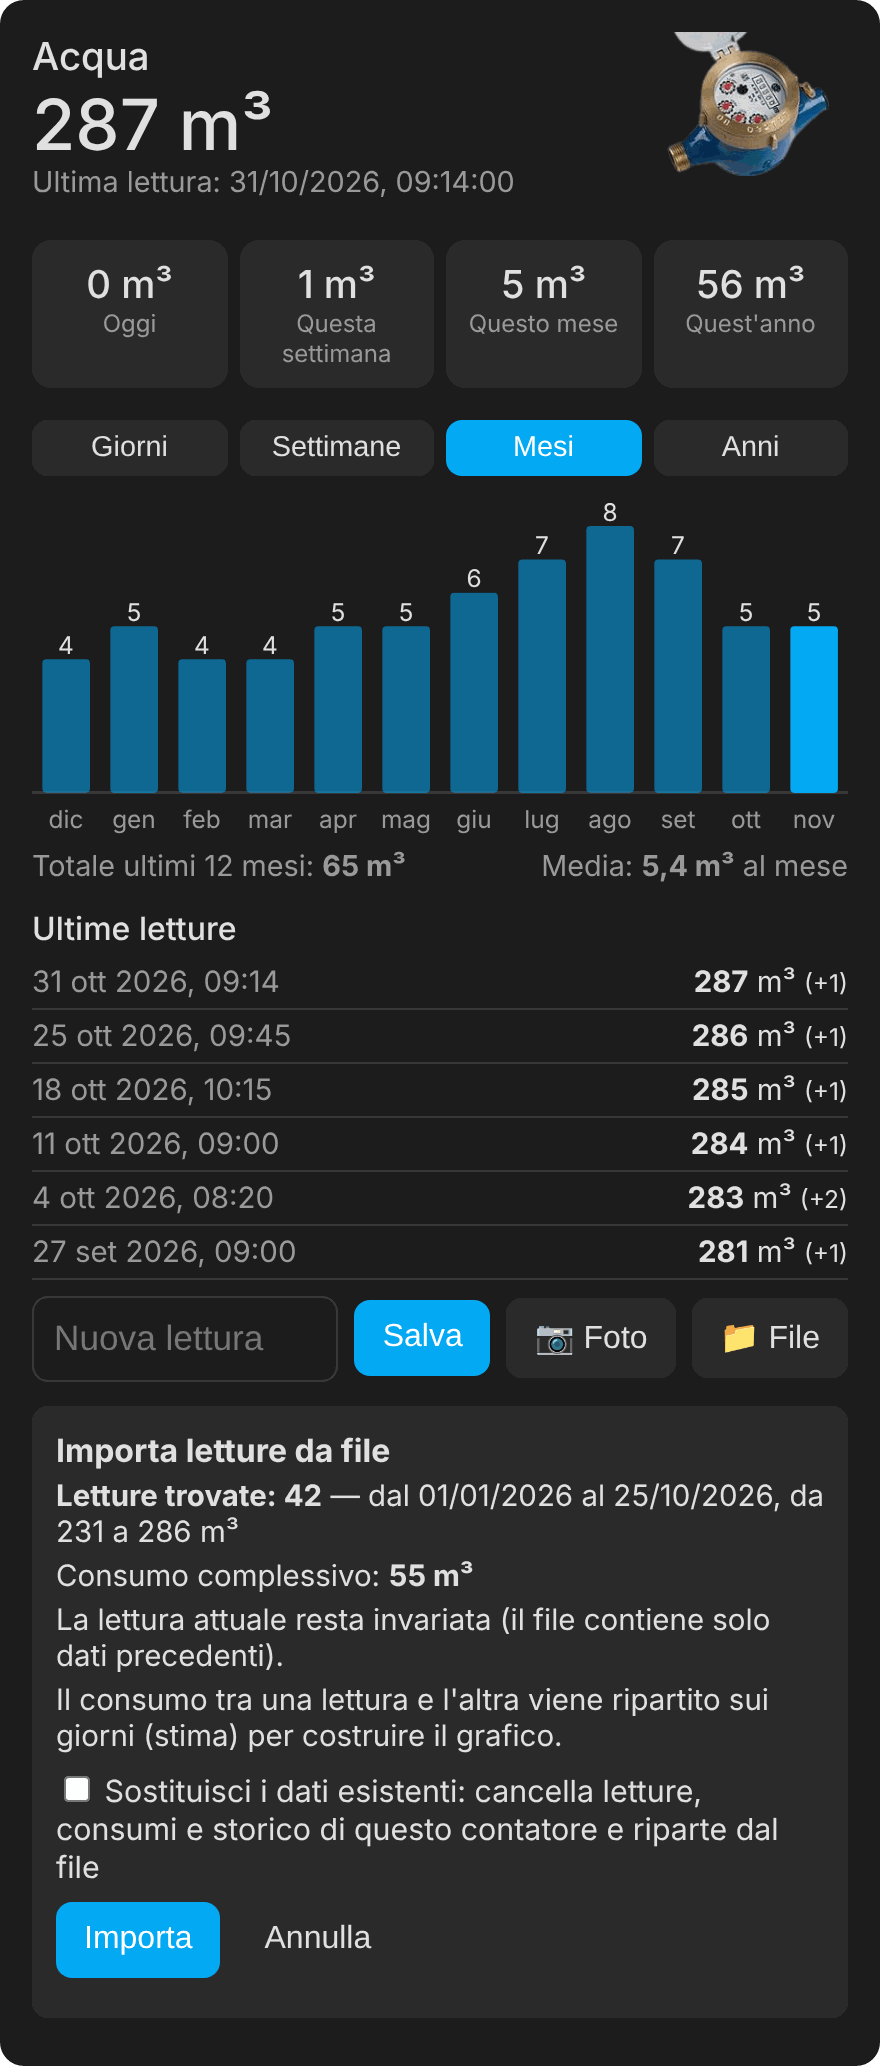 Acqua
287 m³
Ultima lettura: 31/10/2026, 09:14:00
0 m³
Oggi
1 m³
Questa
settimana
5 m³
Questo mese
56 m³
Quest'anno
Giorni Settimane Mesi Anni
4 5 4 4 5 5 6 7 8 7 5 5
dic gen feb mar apr mag giu lug ago set ott nov
Totale ultimi 12 mesi: 65 m³ Media: 5,4 m³ al mese
Ultime letture
31 ott 2026, 09:14 287 m³ (+1)
25 ott 2026, 09:45 286 m³ (+1)
18 ott 2026, 10:15 285 m³ (+1)
11 ott 2026, 09:00 284 m³ (+1)
4 ott 2026, 08:20 283 m³ (+2)
27 set 2026, 09:00 281 m³ (+1)
Nuova lettura Salva 📷 Foto 📁 File
Importa letture da file
Letture trovate: 42 — dal 01/01/2026 al 25/10/2026, da
231 a 286 m³
Consumo complessivo: 55 m³
La lettura attuale resta invariata (il file contiene solo
dati precedenti).
Il consumo tra una lettura e l'altra viene ripartito sui
giorni (stima) per costruire il grafico.
Sostituisci i dati esistenti: cancella letture,
consumi e storico di questo contatore e riparte dal
file
Importa Annulla